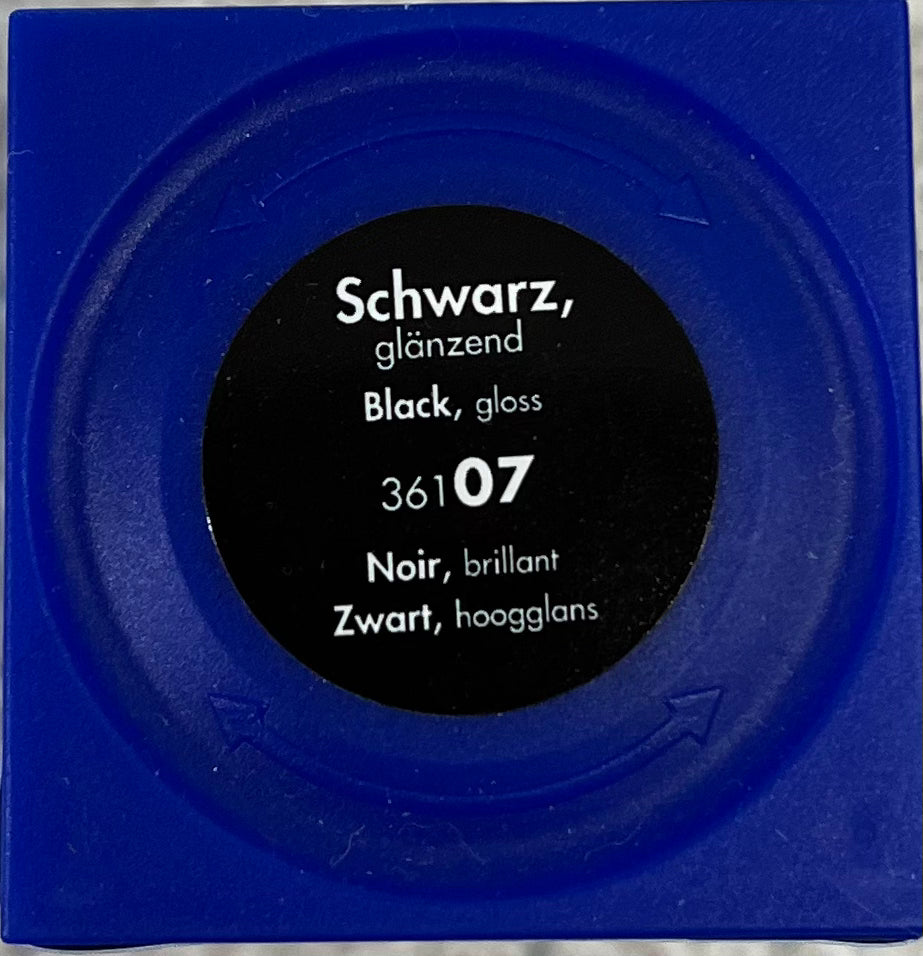 Schwarz,
glänzend
Black, gloss
36107
Noir, brillant
Zwart, hoogglans